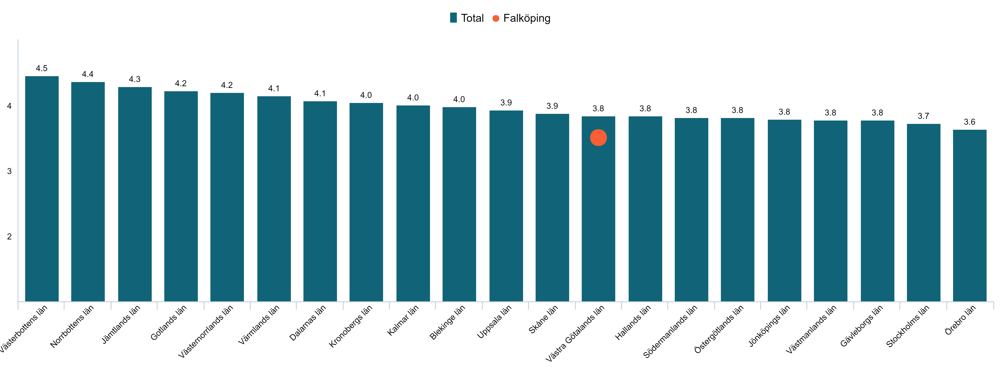 Total Falköping
4.5 4.4 4.3 4.2 4.2 4.1 4.1 4.0 4.0 4.0 3.9 3.9 3.8 3.8 3.8 3.8 3.8 3.8 3.8 3.7 3.6
4
3
2
Västerbottens län
Norrbottens län
Jämtlands län
Gotlands län
Västernorrlands län
Värmlands län
Dalarnas län
Kronobergs län
Kalmar län
Blekinge län
Uppsala län
Skåne län
Västra Götalands län
Hallands län
Södermanlands län
Östergötlands län
Jönköpings län
Västmanlands län
Gävleborgs län
Stockholms län
Örebro län